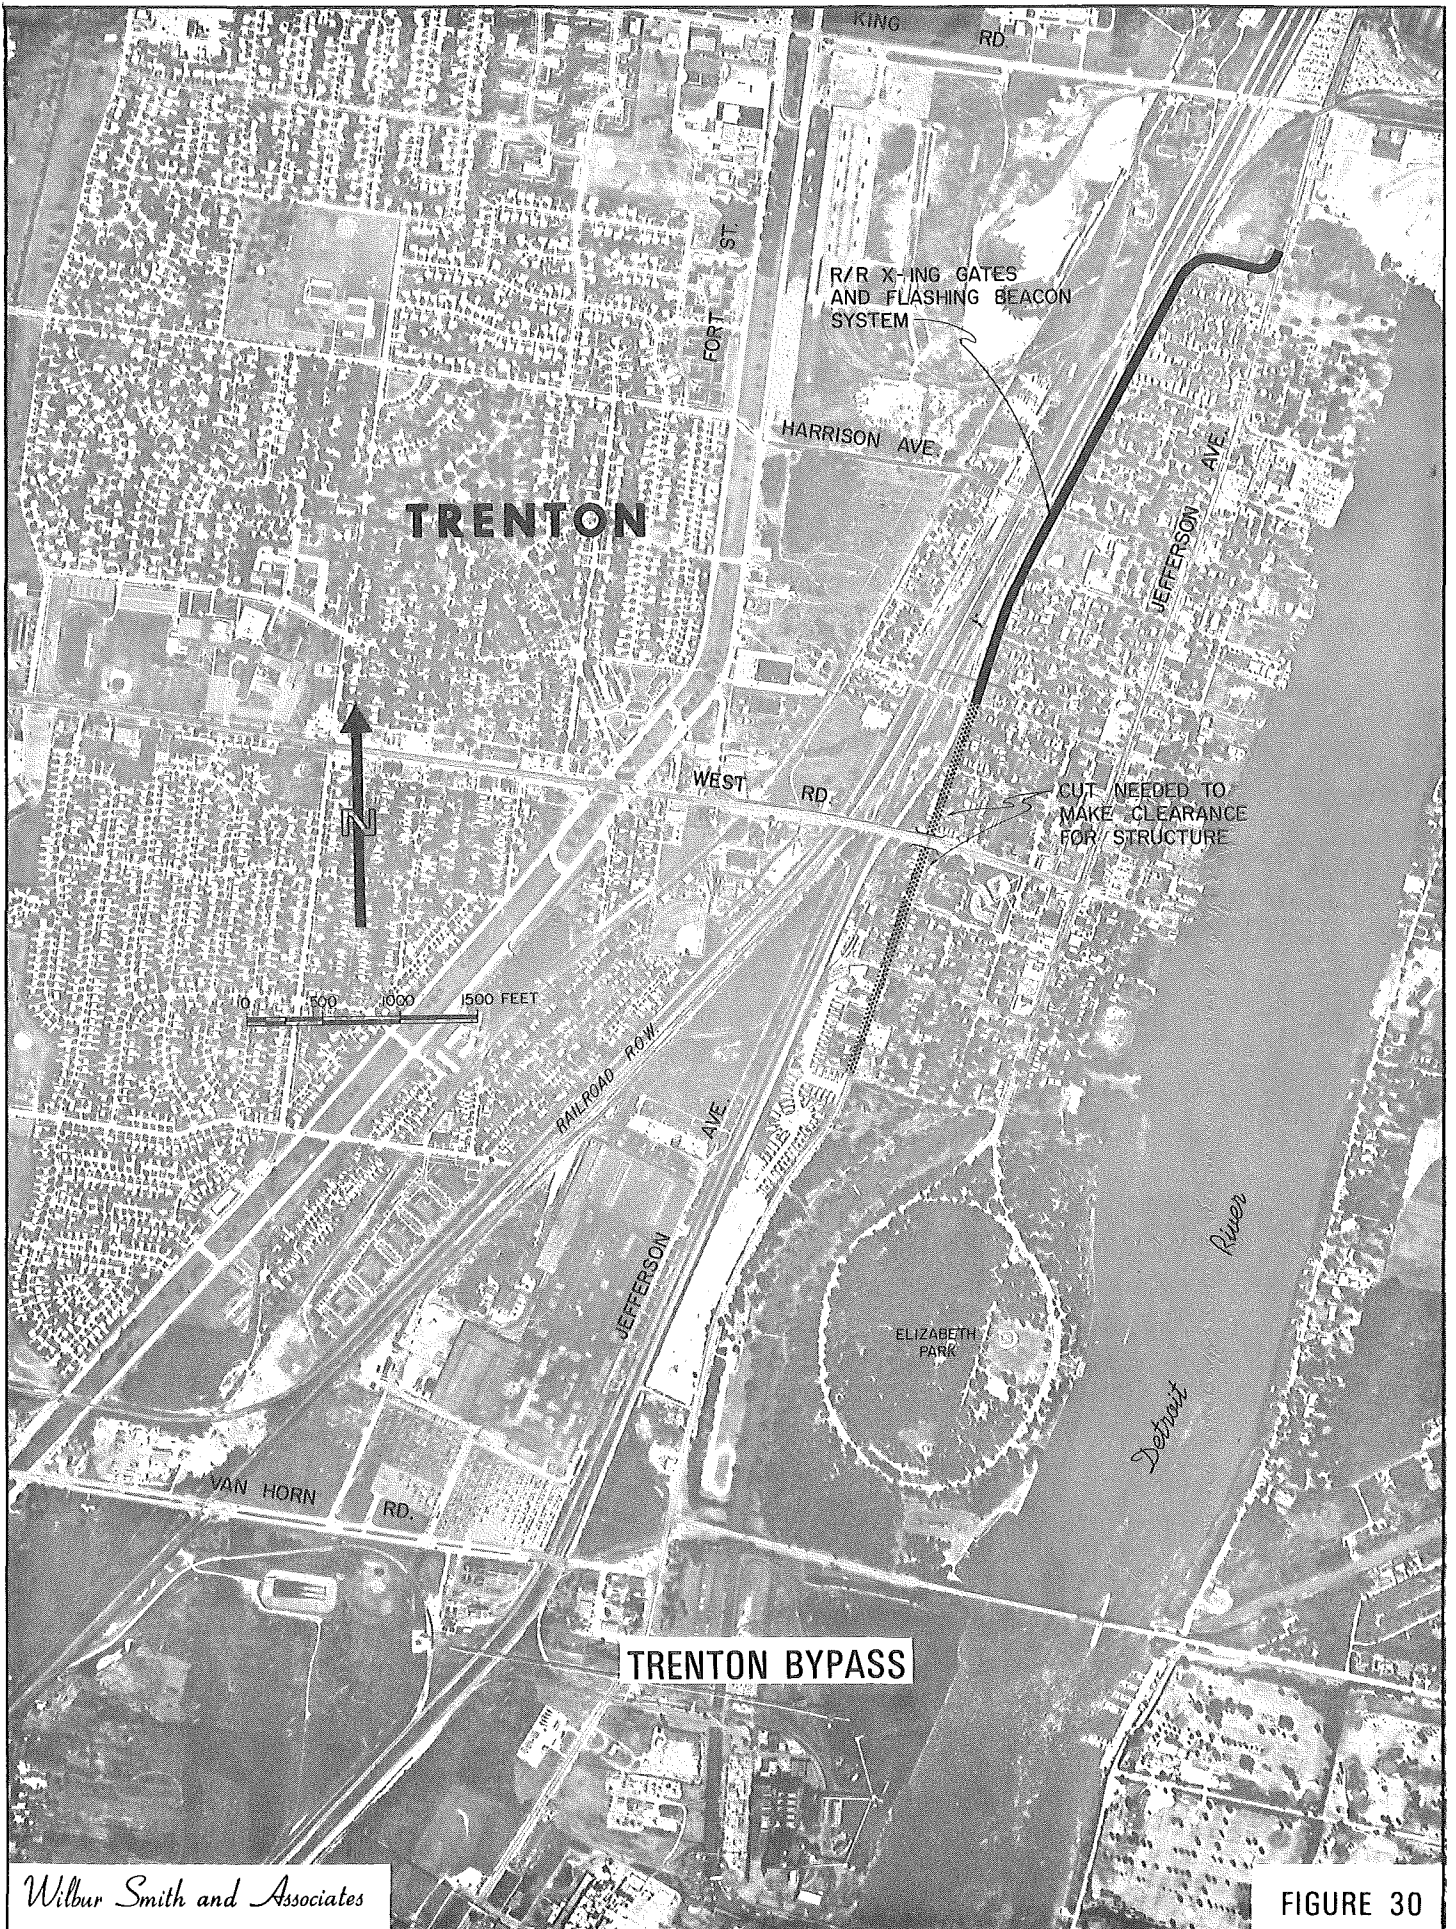 KING RD.
FORT ST.
R/R X-ING GATES
AND FLASHING BEACON
SYSTEM
HARRISON AVE.
JEFFERSON AVE.
TRENTON
WEST RD.
CUT NEEDED TO
MAKE CLEARANCE
FOR STRUCTURE
N
0 500 1000 1500 FEET
RAILROAD ROW
JEFFERSON AVE.
ELIZABETH
PARK
Detroit River
VAN HORN RD.
TRENTON BYPASS
Wilbur Smith and Associates
FIGURE 30